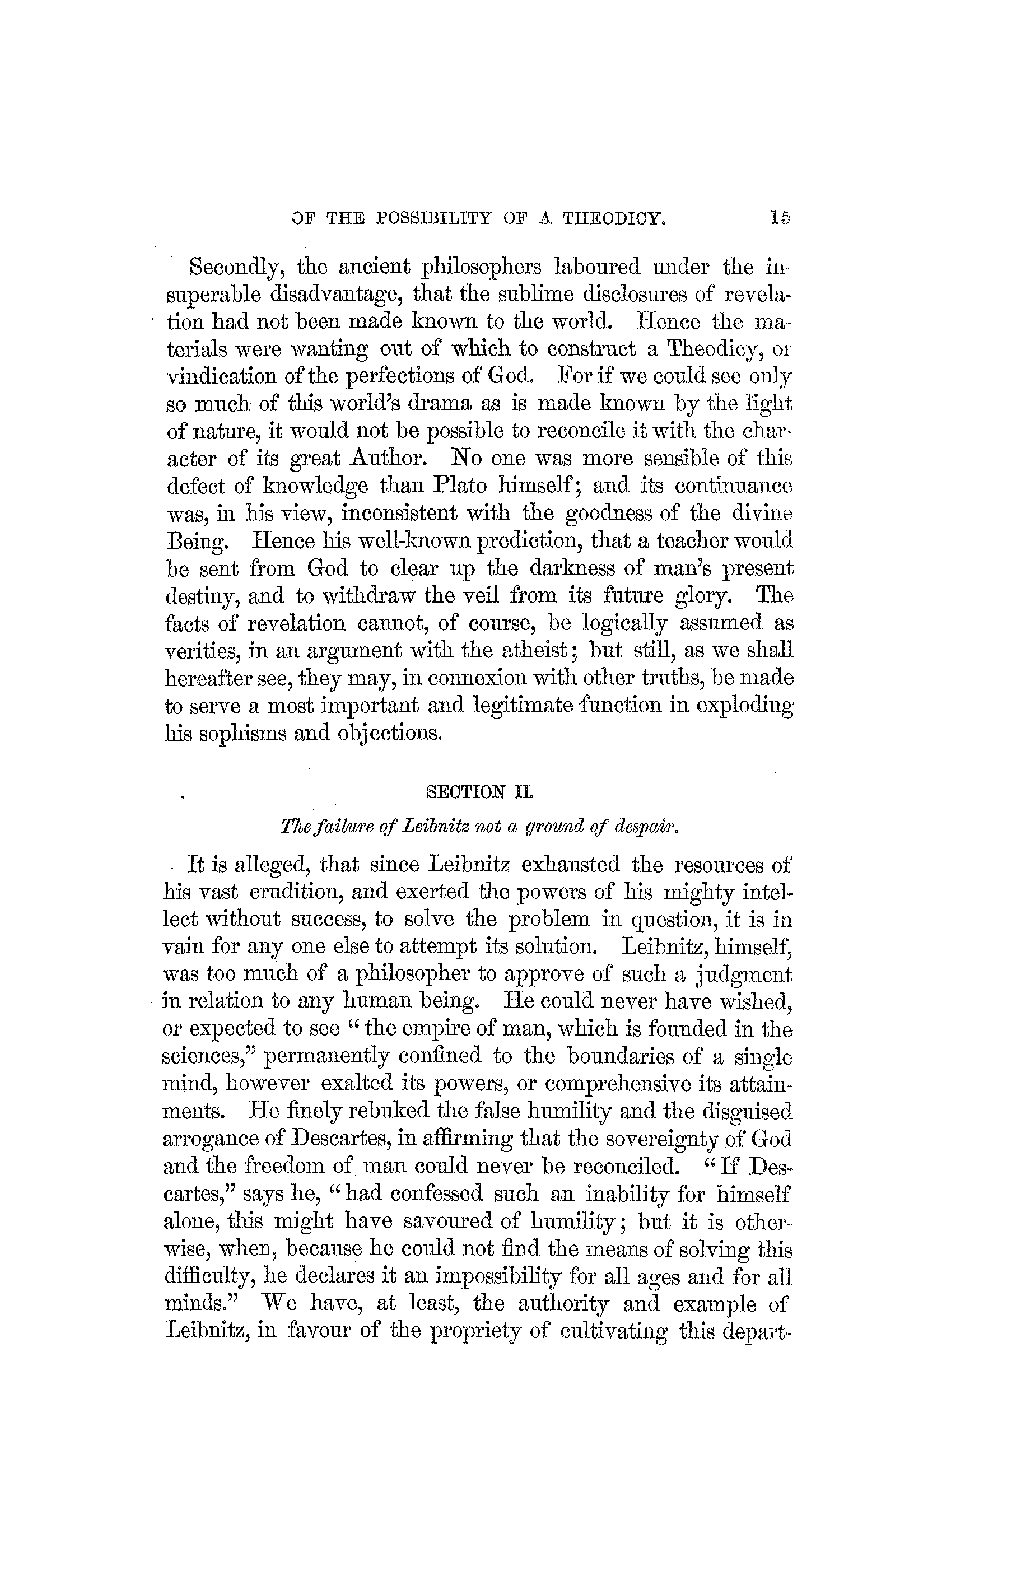 OF THE POSSIBILITY OF A THEODICY. 15
Secondly, the ancient philosophers laboured under the in-
superable disadvantage, that the sublime disclosures of revela-
tion had not been made known to the world. Hence the ma-
terials were wanting out of which to construct a Theodicy, or
vindication of the perfections of God. For if we could see only
so much of this world's drama as is made known by the light
of nature, it would not be possible to reconcile it with the char-
acter of its great Author. No one was more sensible of this
defect of knowledge than Plato himself; and its continuance
was, in his view, inconsistent with the goodness of the divine
Being. Hence his well-known prediction, that a teacher would
be sent from God to clear up the darkness of man's present
destiny, and to withdraw the veil from its future glory. The
facts of revelation cannot, of course, be logically assumed as
verities, in an argument with the atheist; but still, as we shall
hereafter see, they may, in connexion with other truths, be made
to serve a most important and legitimate function in exploding
his sophisms and objections.
SECTION II.
The failure of Leibnitz not a ground of despair.
It is alleged, that since Leibnitz exhausted the resources of
his vast erudition, and exerted the powers of his mighty intel-
lect without success, to solve the problem in question, it is in
vain for any one else to attempt its solution. Leibnitz, himself,
was too much of a philosopher to approve of such a judgment
in relation to any human being. He could never have wished,
or expected to see “the empire of man, which is founded in the
sciences,” permanently confined to the boundaries of a single
mind, however exalted its powers, or comprehensive its attain-
ments. He finely rebuked the false humility and the disguised
arrogance of Descartes, in affirming that the sovereignty of God
and the freedom of man could never be reconciled. “If Des-
cartes,” says he, “had confessed such an inability for himself
alone, this might have savoured of humility; but it is other-
wise, when, because he could not find the means of solving this
difficulty, he declares it an impossibility for all ages and for all
minds.” We have, at least, the authority and example of
Leibnitz, in favour of the propriety of cultivating this depart-